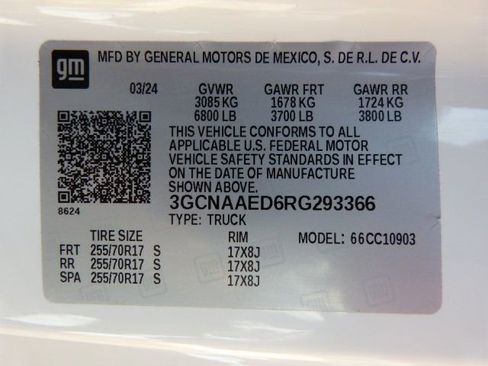 gm MFD BY GENERAL MOTORS DE MEXICO, S. DE R.L. DE C.V.
03/24 GVWR GAWR FRT GAWR RR
3085 KG 1678 KG 1724 KG
6800 LB 3700 LB 3800 LB
THIS VEHICLE CONFORMS TO ALL
APPLICABLE U.S. FEDERAL MOTOR
VEHICLE SAFETY STANDARDS IN EFFECT
ON THE DATE OF MANUFACTURE
SHOWN ABOVE.
8624
3GCNAAED6RG293366
TYPE: TRUCK
TIRE SIZE RIM MODEL: 66CC10903
FRT 255/70R17 S 17X8J
RR 255/70R17 S 17X8J
SPA 255/70R17 S 17X8J